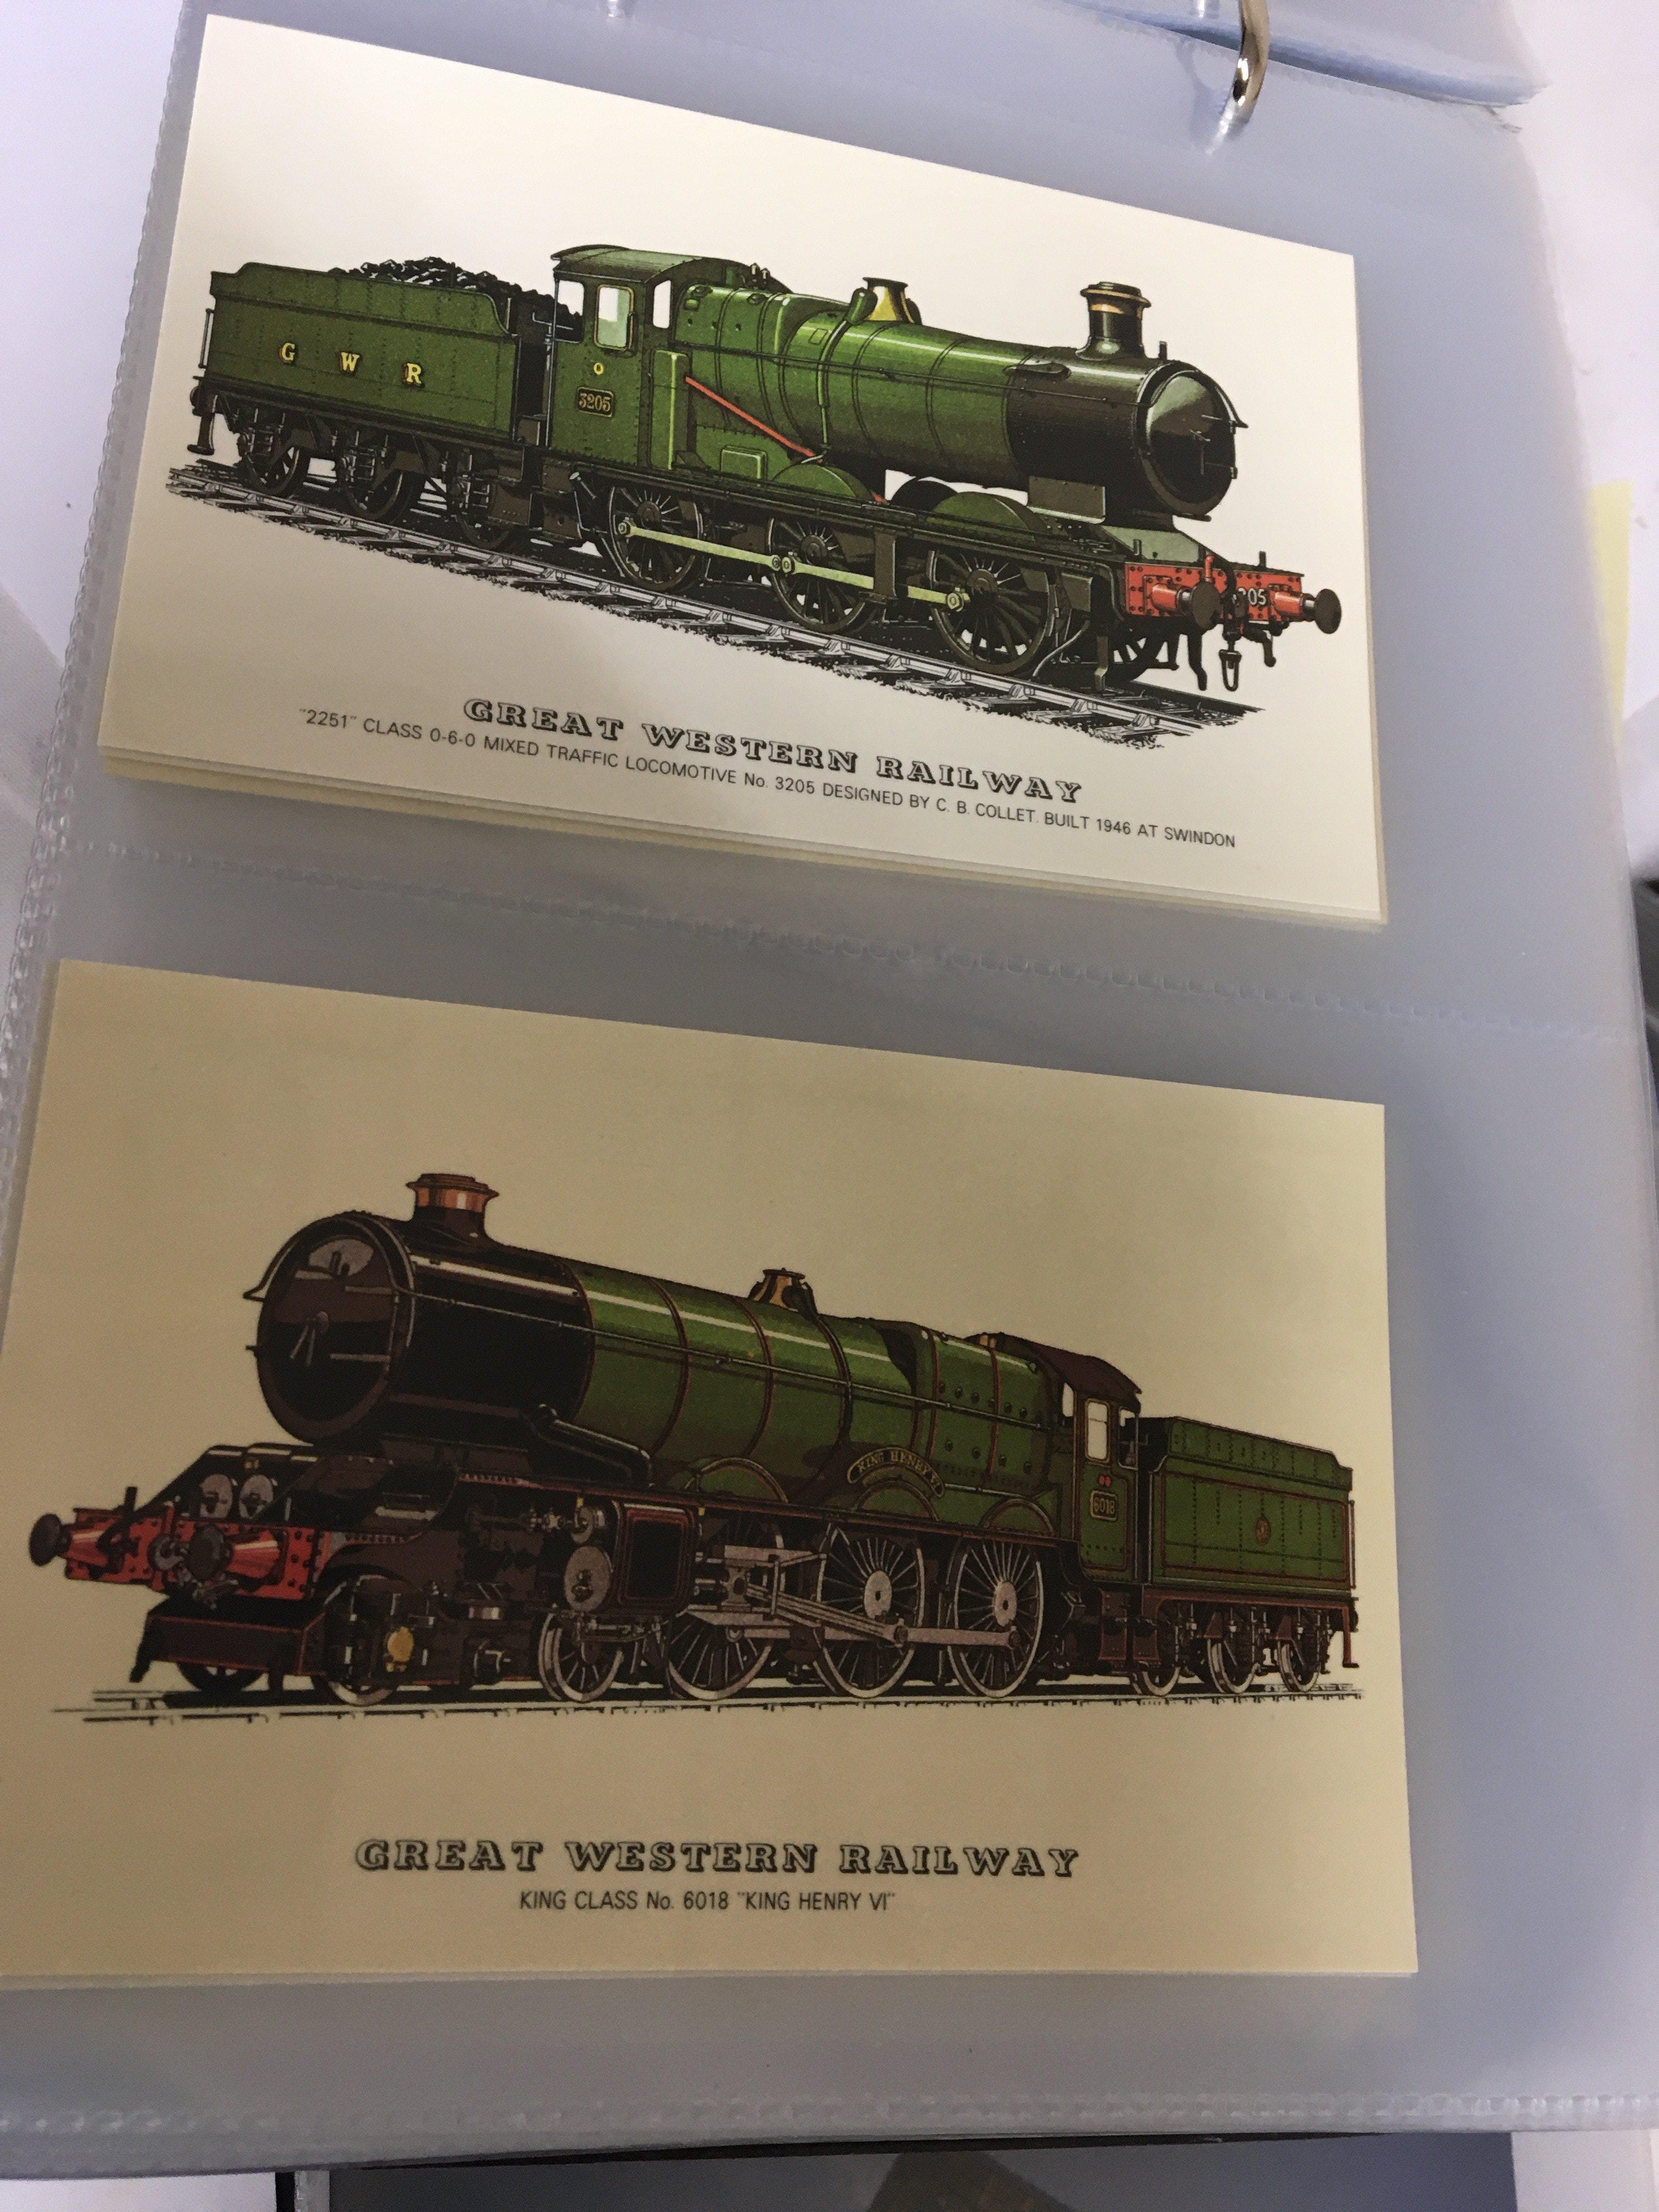 G W R
3205
205
GREAT WESTERN RAILWAY
"2251" CLASS 0-6-0 MIXED TRAFFIC LOCOMOTIVE No. 3205 DESIGNED BY C. B. COLLET. BUILT 1946 AT SWINDON
KING HENRY VI
6018
GREAT WESTERN RAILWAY
KING CLASS No. 6018 "KING HENRY VI"